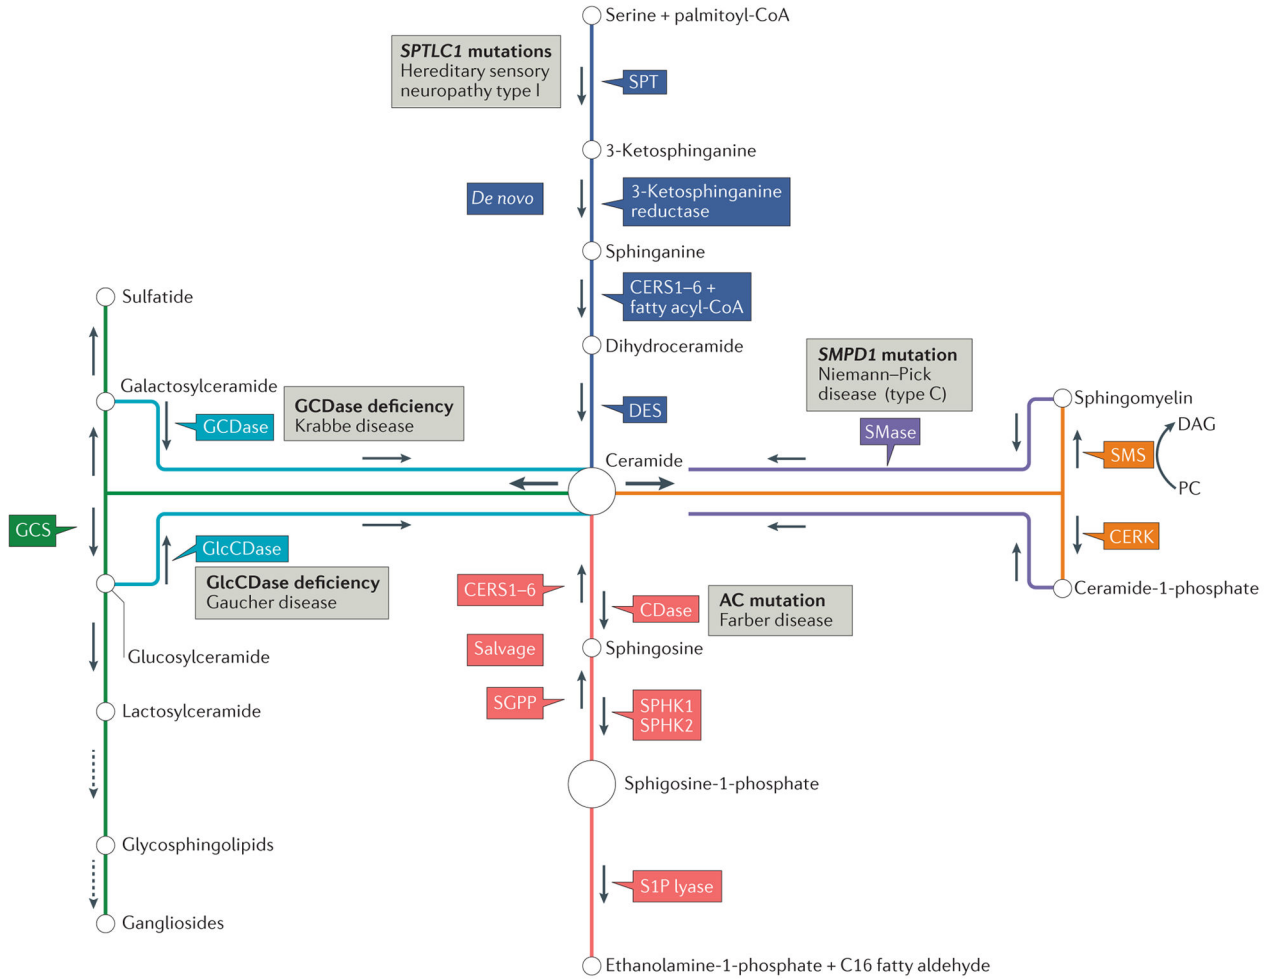 Serine + palmitoyl-CoA
SPTLC1 mutations
Hereditary sensory
neuropathy type I
SPT
3-Ketosphinganine
De novo
3-Ketosphinganine
reductase
Sphinganine
CERS1–6 +
fatty acyl-CoA
Sulfatide
Dihydroceramide
SMPD1 mutation
Niemann–Pick
disease (type C)
Galactosylceramide
GCDase deficiency
Krabbe disease
GCDase
DES
SMase
Sphingomyelin
DAG
SMS
PC
Ceramide
GCS
CERK
GlcCDase
GlcCDase deficiency
Gaucher disease
CERS1–6
CDase
AC mutation
Farber disease
Ceramide-1-phosphate
Glucosylceramide
Salvage
Sphingosine
SGPP
SPHK1
SPHK2
Lactosylceramide
Sphigosine-1-phosphate
Glycosphingolipids
S1P lyase
Gangliosides
Ethanolamine-1-phosphate + C16 fatty aldehyde